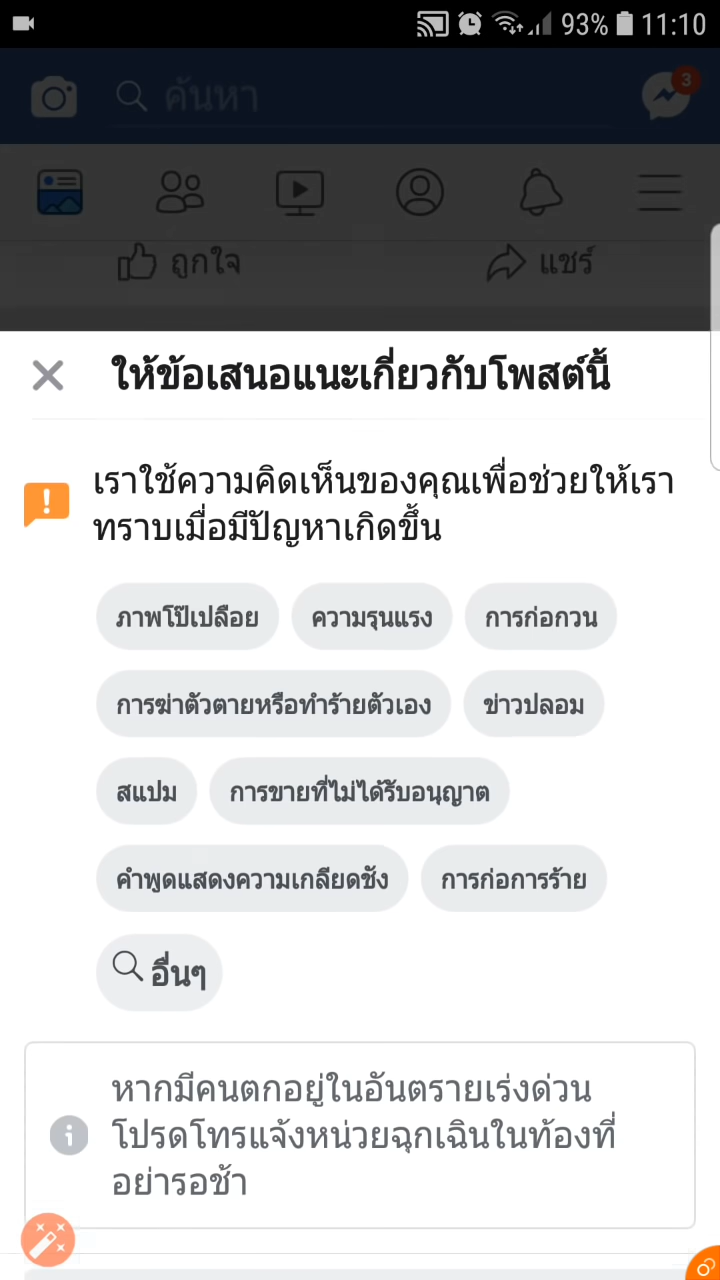 93% 11:10
ค้นหา 3
ถูกใจ แชร์
ให้ข้อเสนอแนะเกี่ยวกับโพสต์นี้
เราใช้ความคิดเห็นของคุณเพื่อช่วยให้เรา
ทราบเมื่อมีปัญหาเกิดขึ้น
ภาพโป๊เปลือย ความรุนแรง การก่อกวน
การฆ่าตัวตายหรือทำร้ายตัวเอง ข่าวปลอม
สแปม การขายที่ไม่ได้รับอนุญาต
คำพูดแสดงความเกลียดชัง การก่อการร้าย
อื่นๆ
หากมีคนตกอยู่ในอันตรายเร่งด่วน
โปรดโทรแจ้งหน่วยฉุกเฉินในท้องที่
อย่ารอช้า